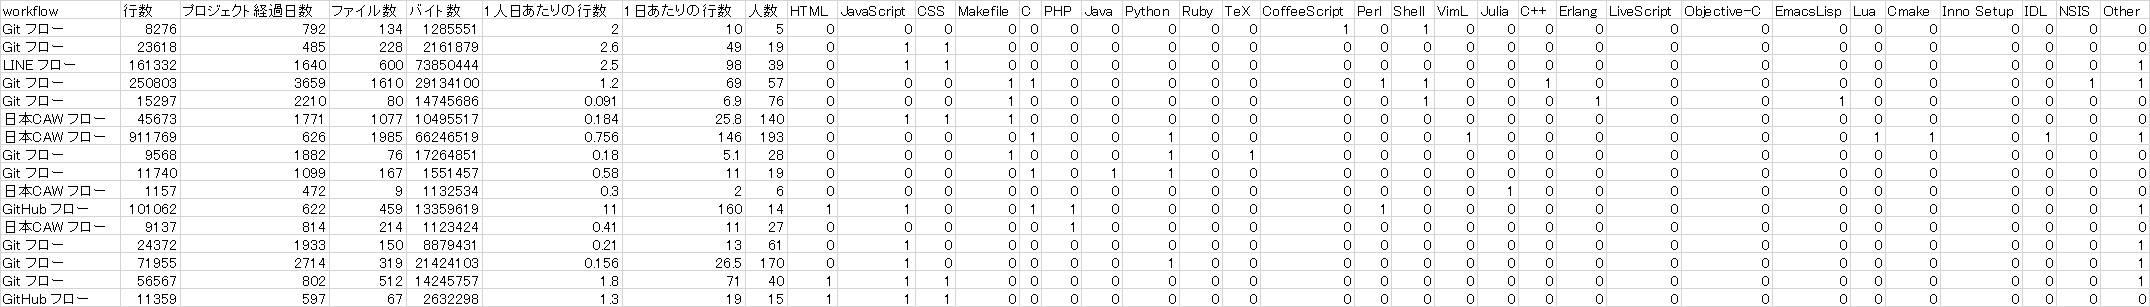 workflow 行数 プロジェクト経過日数 ファイル数 バイト数 1人日あたりの行数 1日あたりの行数 人数 HTML JavaScript CSS Makefile C PHP Java Python Ruby TeX CoffeeScript Perl Shell VimL Julia C++ Erlang LiveScript Objective-C EmacsLisp Lua Cmake Inno Setup IDL NSIS Other
Git フロー 8276 792 134 1285551 2 10 5 0 0 0 0 0 0 0 0 0 0 1 0 1 0 0 0 0 0 0 0 0 0 0 0 0 0
Git フロー 23618 485 228 2161879 2.6 49 19 0 1 1 0 0 0 0 0 0 0 0 0 0 0 0 0 0 0 0 0 0 0 0 0 0 0
LINE フロー 161332 1640 600 73850444 2.5 98 39 0 1 1 0 0 0 0 0 0 0 0 0 0 0 0 0 0 0 0 0 0 0 0 0 0 1
Git フロー 250803 3659 1610 29134100 1.2 69 57 0 0 0 1 1 0 0 0 0 0 0 1 1 0 0 1 0 0 0 0 0 0 0 0 1 1
Git フロー 15297 2210 80 14745686 0.091 6.9 76 0 0 0 1 0 0 0 0 0 0 0 0 1 0 0 0 1 0 0 1 0 0 0 0 0 0
日本CAW フロー 45673 1771 1077 10495517 0.184 25.8 140 0 1 1 1 0 0 0 0 0 0 0 0 0 0 0 0 0 0 0 0 0 0 0 0 0 0
日本CAW フロー 911769 626 1985 66246519 0.756 146 193 0 0 0 0 1 0 0 1 0 0 0 0 0 1 0 0 0 0 0 0 1 1 0 1 0 1
Git フロー 9568 1882 76 17264851 0.18 5.1 28 0 0 0 1 0 0 0 1 0 1 0 0 0 0 0 0 0 0 0 0 0 0 0 0 0 0
Git フロー 11740 1099 167 1551457 0.58 11 19 0 0 0 0 1 0 1 1 0 0 0 0 0 0 0 0 0 0 0 0 0 0 0 0 0 0
日本CAW フロー 1157 472 9 1132534 0.3 2 6 0 0 0 0 0 0 0 0 0 0 0 0 0 0 1 0 0 0 0 0 0 0 0 0 0 0
GitHub フロー 101062 622 459 13359619 11 160 14 1 1 0 0 1 1 0 0 0 0 0 1 0 0 0 0 0 0 0 0 0 0 0 0 0 1
日本CAW フロー 9137 814 214 1123424 0.41 11 27 0 0 0 0 0 1 0 0 0 0 0 0 0 0 0 0 0 0 0 0 0 0 0 0 0 0
Git フロー 24372 1933 150 8879431 0.21 13 61 0 1 0 0 0 0 0 0 0 0 0 0 0 0 0 0 0 0 0 0 0 0 0 0 0 1
Git フロー 71955 2714 319 21424103 0.156 26.5 170 0 1 0 0 0 0 0 1 0 0 0 0 0 0 0 0 0 0 0 0 0 0 0 0 0 1
Git フロー 56567 802 512 14245757 1.8 71 40 1 1 1 0 0 0 0 0 0 0 0 0 0 0 0 0 0 0 0 0 0 0 0 0 0 1
GitHub フロー 11359 597 67 2632298 1.3 19 15 1 1 1 0 0 0 0 0 0 0 0 0 0 0 0 0 0 0 0 0 0 0 0 0 0 1